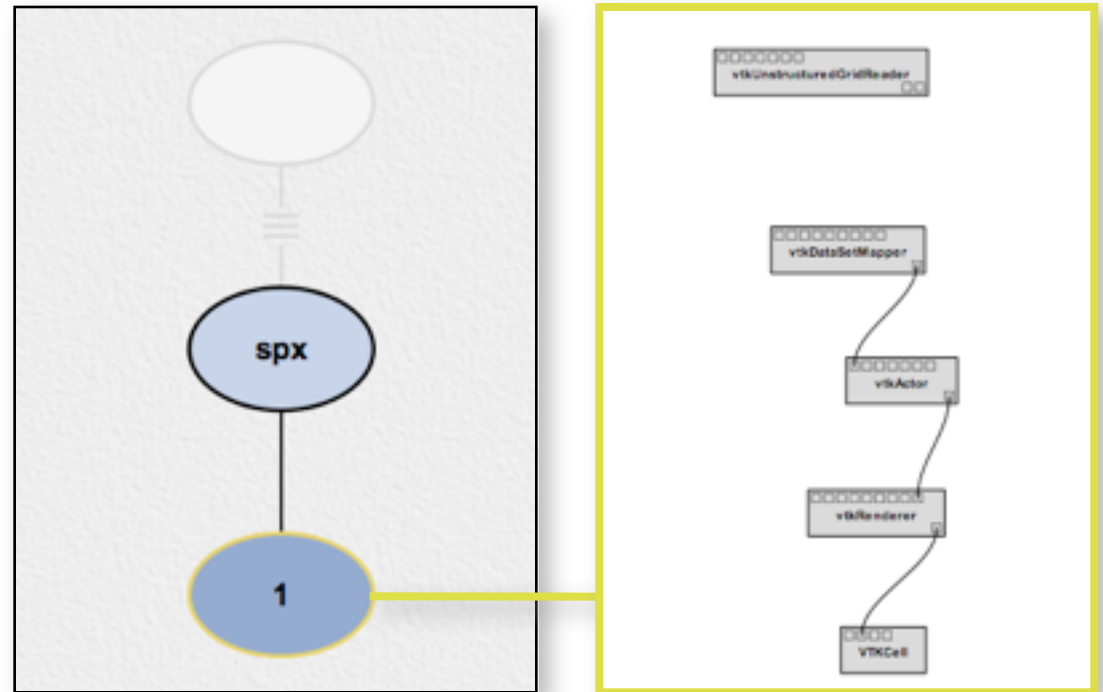 spx
1
vtkUnstructuredGridReader
vtkDataSetMapper
vtkActor
vtkRenderer
VTKCell